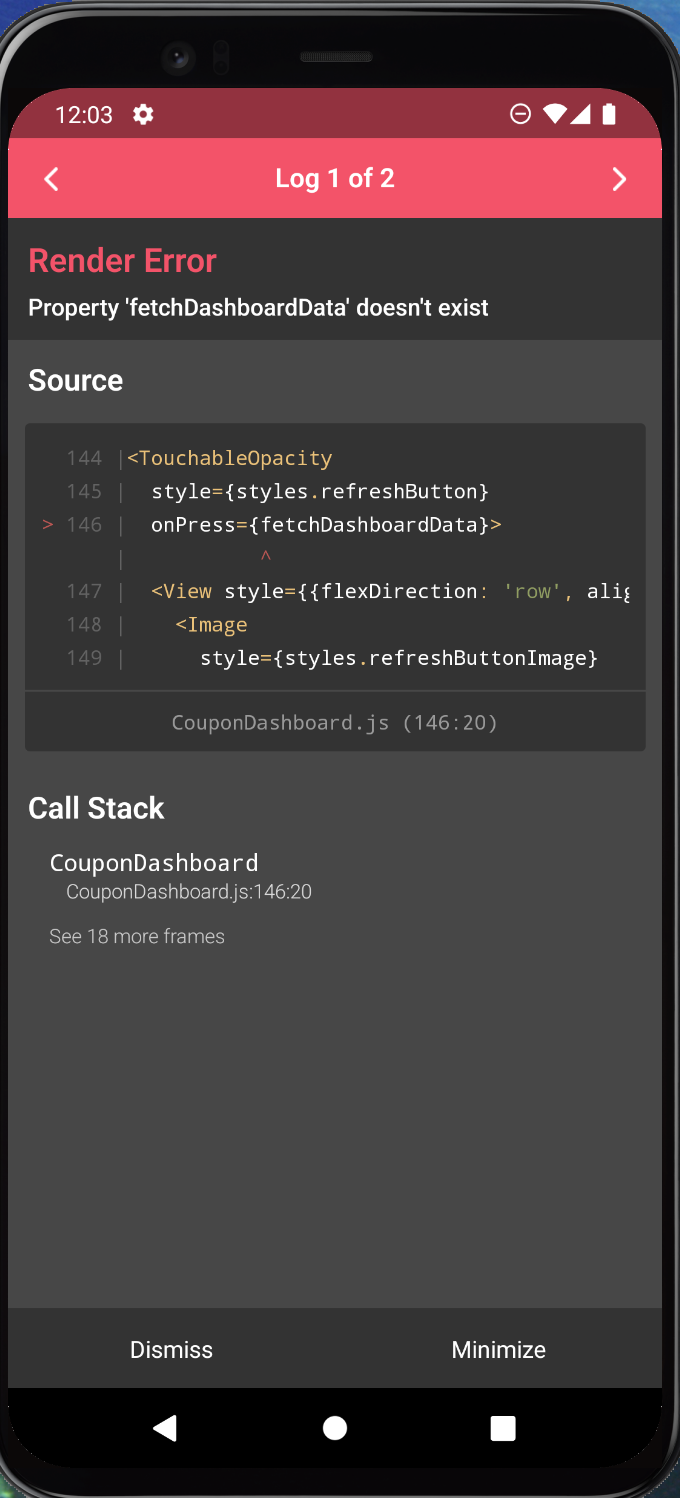 12:03
Log 1 of 2
Render Error
Property 'fetchDashboardData' doesn't exist
Source
144 |<TouchableOpacity
145 |  style={styles.refreshButton}
> 146 |  onPress={fetchDashboardData}>
|           ^
147 |  <View style={{flexDirection: 'row', alig
148 |    <Image
149 |      style={styles.refreshButtonImage}
CouponDashboard.js (146:20)
Call Stack
CouponDashboard
CouponDashboard.js:146:20
See 18 more frames
Dismiss Minimize